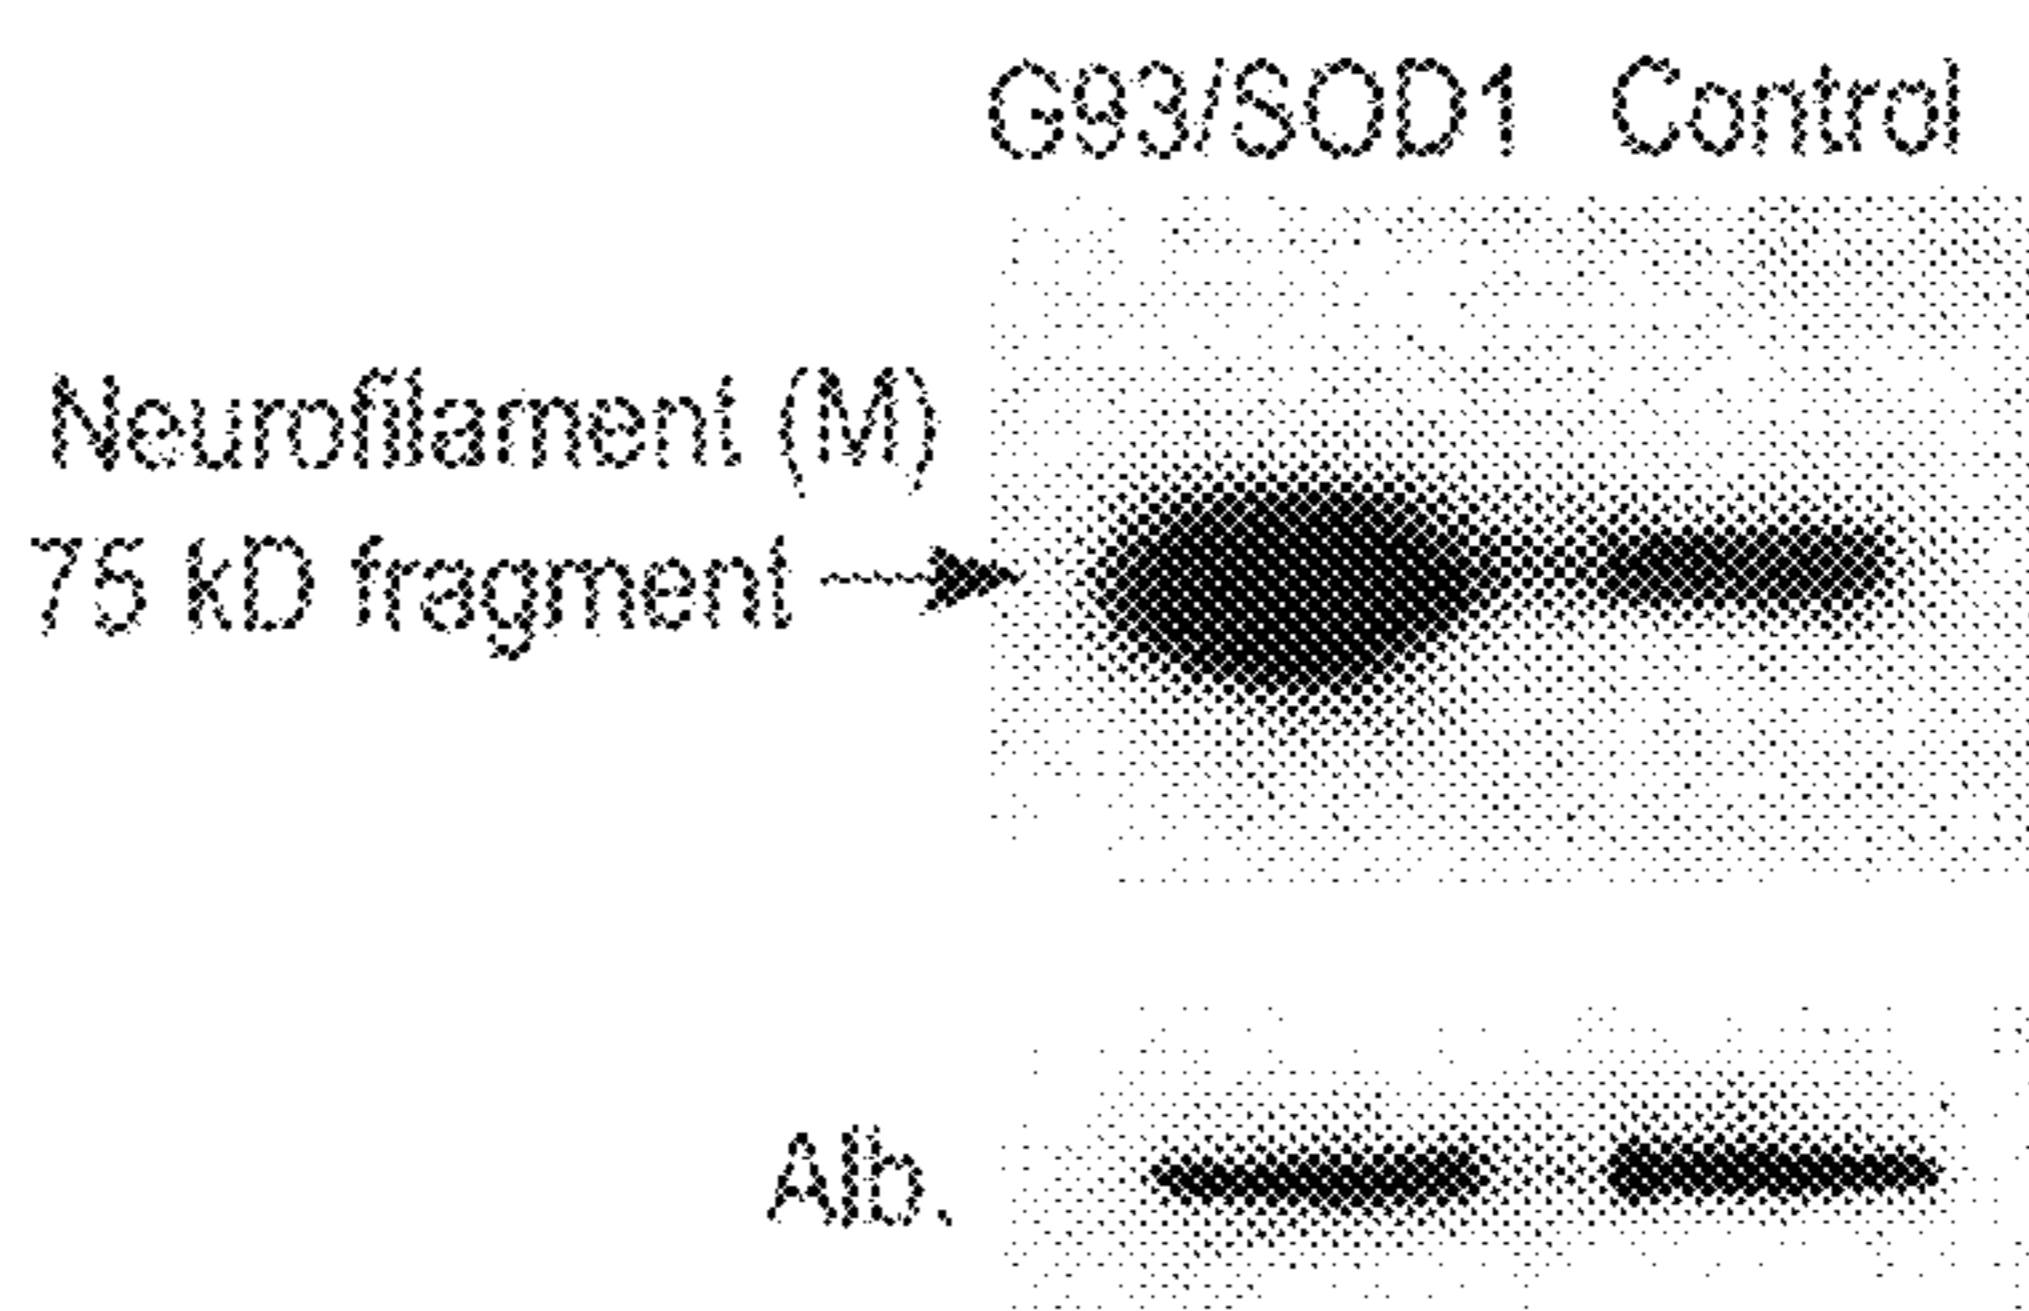 G93/SOD1 Control
Neurofilament (M)
75 kD fragment
Alb.